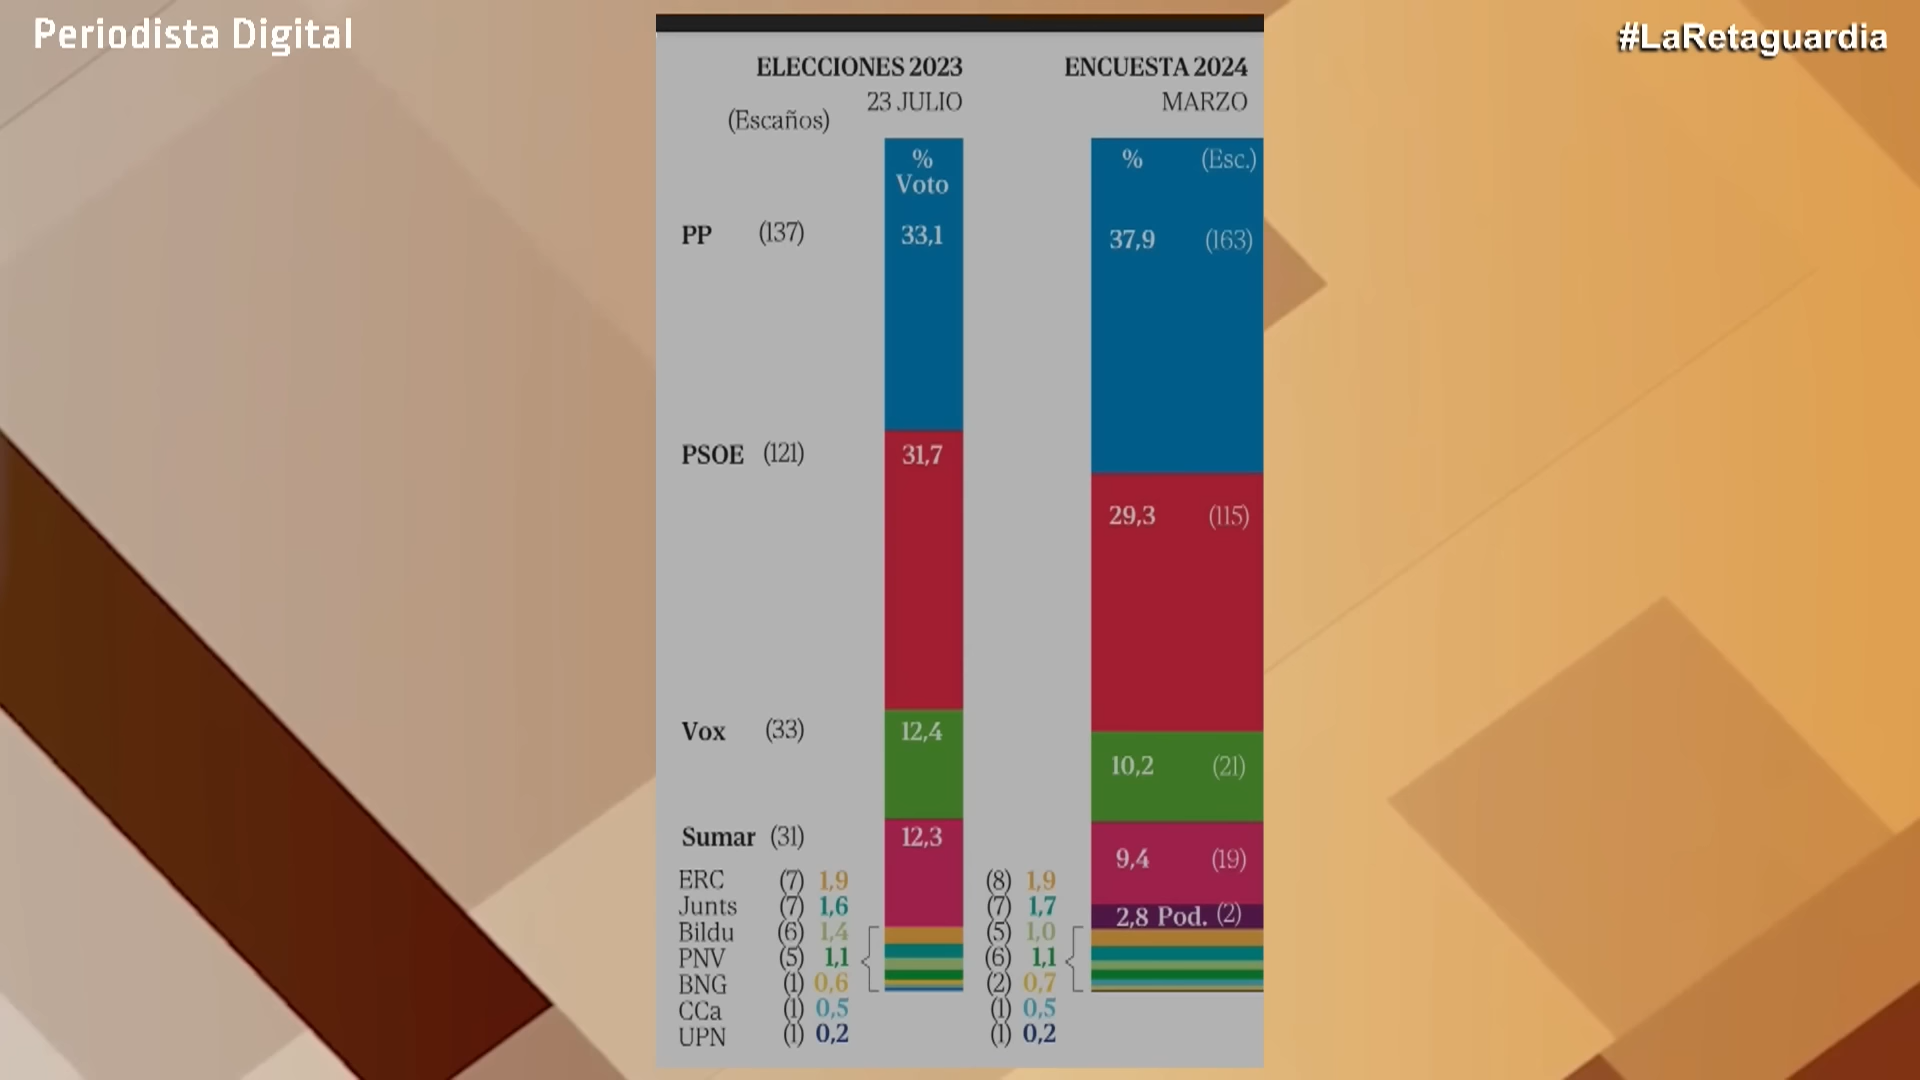 Periodista Digital
#LaRetaguardia
ELECCIONES 2023 ENCUESTA 2024
23 JULIO MARZO
(Escaños)
% % (Esc.)
Voto
PP (137) 33,1 37,9 (163)
PSOE (121) 31,7
29,3 (115)
Vox (33) 12,4
10,2 (21)
Sumar (31) 12,3
9,4 (19)
ERC (7) 1,9 (8) 1,9
Junts (7) 1,6 (7) 1,7 2,8 Pod. (2)
Bildu (6) 1,4 (5) 1,0
PNV (5) 1,1 (6) 1,1
BNG (1) 0,6 (2) 0,7
CCa (1) 0,5 (1) 0,5
UPN (1) 0,2 (1) 0,2